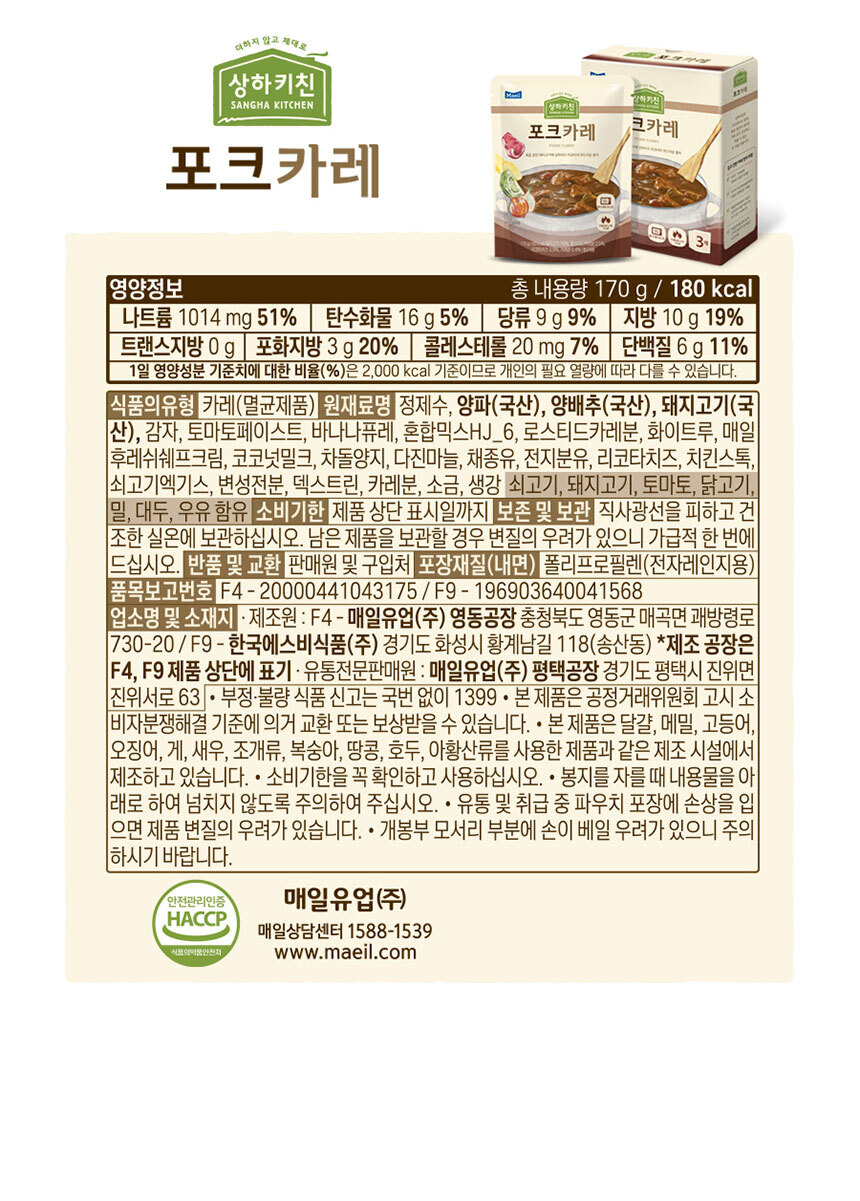 더하지 않고 제대로
상하키친
SANGHA KITCHEN
포크카레
Maeil
상하키친
포크카레
PORK CURRY
상하키친
크카레
3개
영양정보 총 내용량 170 g / 180 kcal
나트륨 1014 mg 51% 탄수화물 16 g 5% 당류 9 g 9% 지방 10 g 19%
트랜스지방 0 g 포화지방 3 g 20% 콜레스테롤 20 mg 7% 단백질 6 g 11%
1일 영양성분 기준치에 대한 비율(%)은 2,000 kcal 기준이므로 개인의 필요 열량에 따라 다를 수 있습니다.
식품의유형 카레(멸균제품) 원재료명 정제수, 양파(국산), 양배추(국산), 돼지고기(국
산), 감자, 토마토페이스트, 바나나퓨레, 혼합믹스HJ_6, 로스티드카레분, 화이트루, 매일
후레쉬쉐프크림, 코코넛밀크, 차돌양지, 다진마늘, 채종유, 전지분유, 리코타치즈, 치킨스톡,
쇠고기엑기스, 변성전분, 덱스트린, 카레분, 소금, 생강 쇠고기, 돼지고기, 토마토, 닭고기,
밀, 대두, 우유 함유 소비기한 제품 상단 표시일까지 보존 및 보관 직사광선을 피하고 건
조한 실온에 보관하십시오. 남은 제품을 보관할 경우 변질의 우려가 있으니 가급적 한 번에
드십시오. 반품 및 교환 판매원 및 구입처 포장재질(내면) 폴리프로필렌(전자레인지용)
품목보고번호 F4 - 20000441043175 / F9 - 196903640041568
업소명 및 소재지 · 제조원 : F4 - 매일유업(주) 영동공장 충청북도 영동군 매곡면 괘방령로
730-20 / F9 - 한국에스비식품(주) 경기도 화성시 황계남길 118(송산동) *제조 공장은
F4, F9 제품 상단에 표기 · 유통전문판매원 : 매일유업(주) 평택공장 경기도 평택시 진위면
진위서로 63 • 부정·불량 식품 신고는 국번 없이 1399 • 본 제품은 공정거래위원회 고시 소
비자분쟁해결 기준에 의거 교환 또는 보상받을 수 있습니다. • 본 제품은 달걀, 메밀, 고등어,
오징어, 게, 새우, 조개류, 복숭아, 땅콩, 호두, 아황산류를 사용한 제품과 같은 제조 시설에서
제조하고 있습니다. • 소비기한을 꼭 확인하고 사용하십시오. • 봉지를 자를 때 내용물을 아
래로 하여 넘치지 않도록 주의하여 주십시오. • 유통 및 취급 중 파우치 포장에 손상을 입
으면 제품 변질의 우려가 있습니다. • 개봉부 모서리 부분에 손이 베일 우려가 있으니 주의
하시기 바랍니다.
안전관리인증
HACCP
식품의약품안전처
매일유업(주)
매일상담센터 1588-1539
www.maeil.com